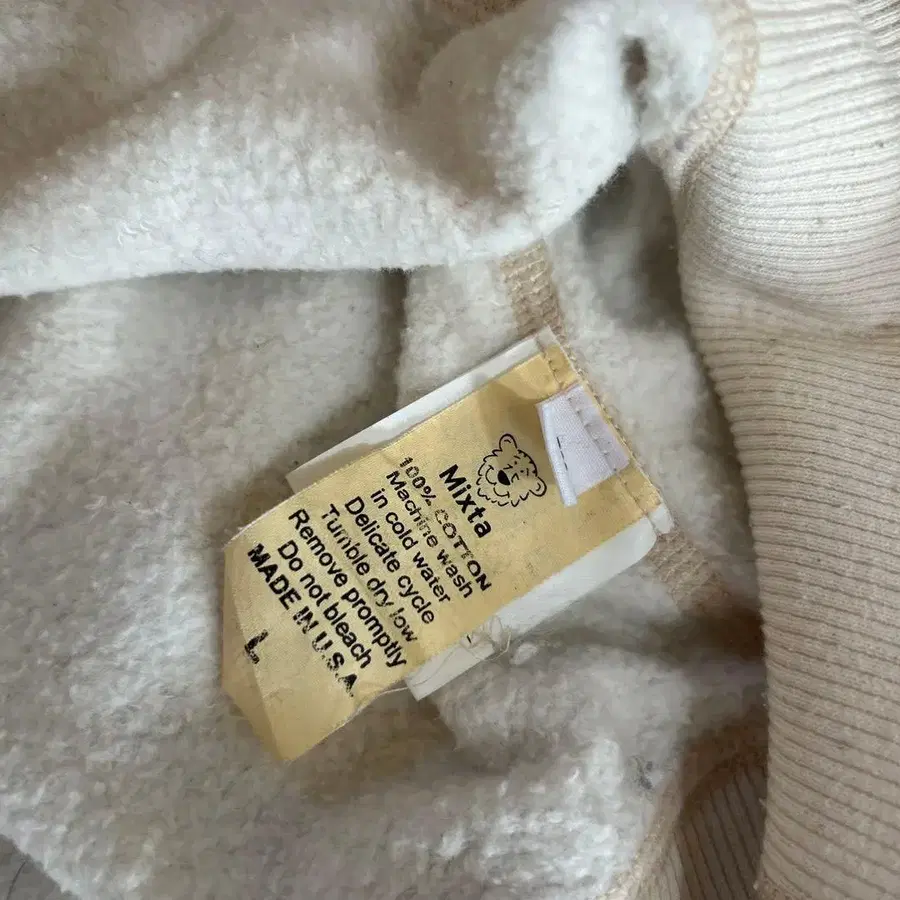 Mixta
100% COTTON
Machine wash
in cold water
Delicate cycle
Tumble dry low
Remove promptly
Do not bleach
MADE IN U.S.A.
L